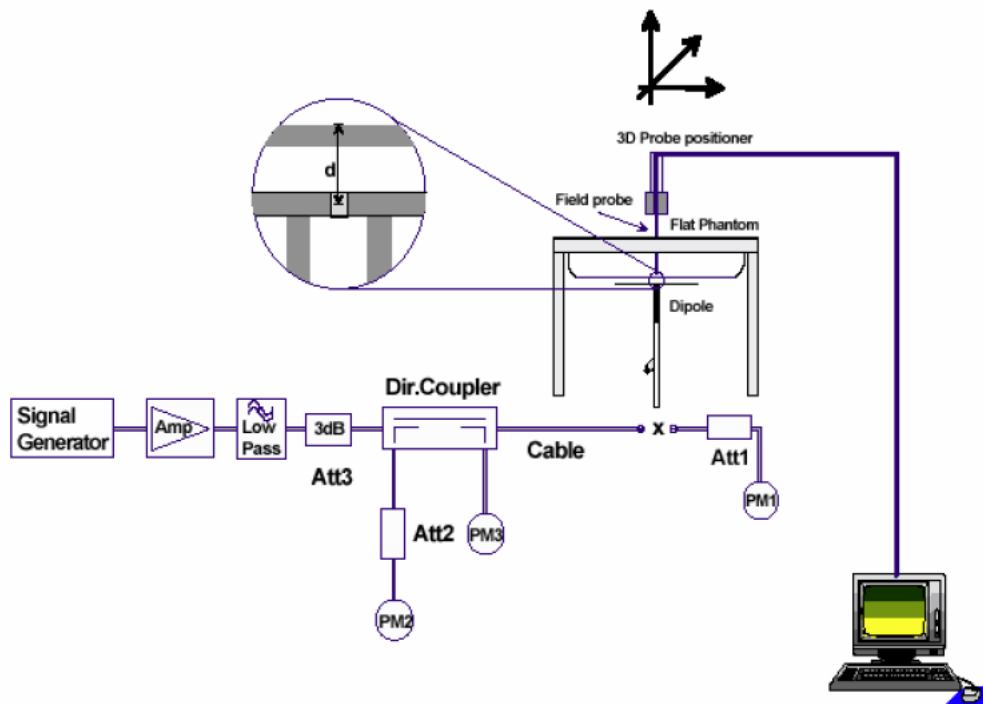 3D Probe positioner
d
Field probe
Flat Phantom
Dipole
Dir.Coupler
Signal
Generator
Amp
Low
Pass
3dB
Att3
Cable
x
Att1
PM1
Att2
PM3
PM2